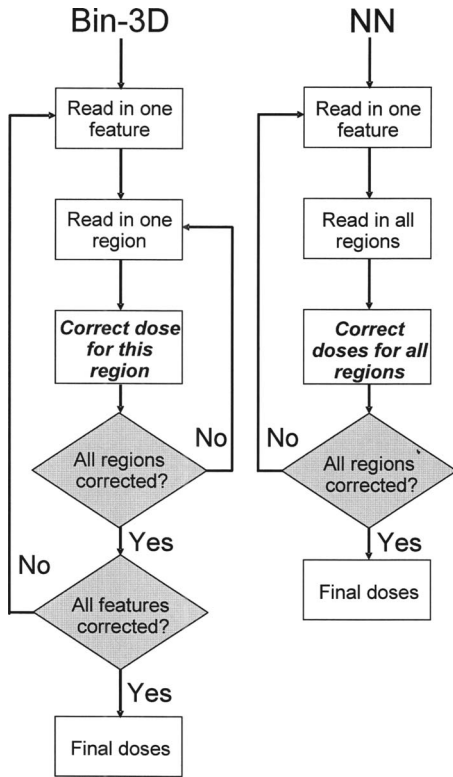 Bin-3D
Read in one
feature
Read in one
region
Correct dose
for this
region
No
All regions
corrected?
Yes
No
All features
corrected?
Yes
Final doses
NN
Read in one
feature
Read in all
regions
Correct
doses for all
regions
No
All regions
corrected?
Yes
Final doses